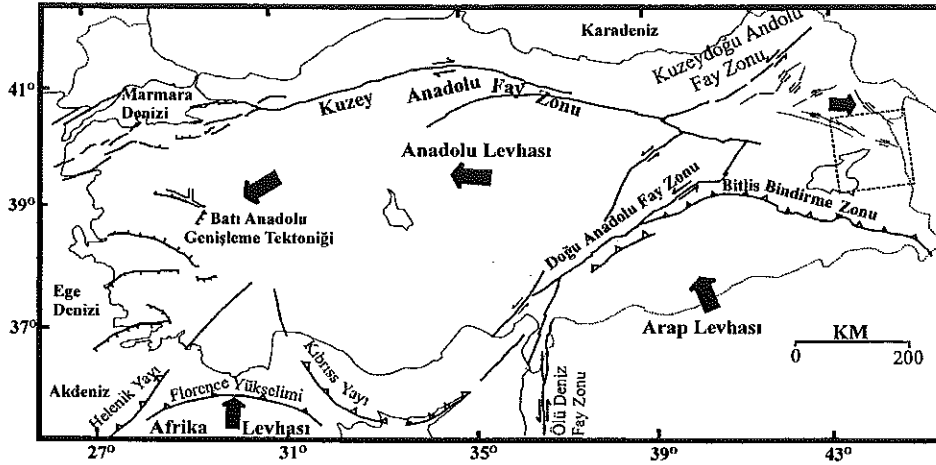 Karadeniz
Kuzeydoğu Andolu
Fay Zonu
41°
Marmara
Denizi
Kuzey Anadolu Fay Zonu
Anadolu Levhası
39°
Batı Anadolu
Genişleme Tektoniği
Doğu Anadolu Fay Zonu
Bitlis Bindirme Zonu
Ege
Denizi
37°
Arap Levhası
KM
0 200
Akdeniz
Helenik Yayı
Florence Yükselimi
Kıbrıss Yayı
Afrika Levhası
Ölü Deniz
Fay Zonu
27° 31° 35° 39° 43°